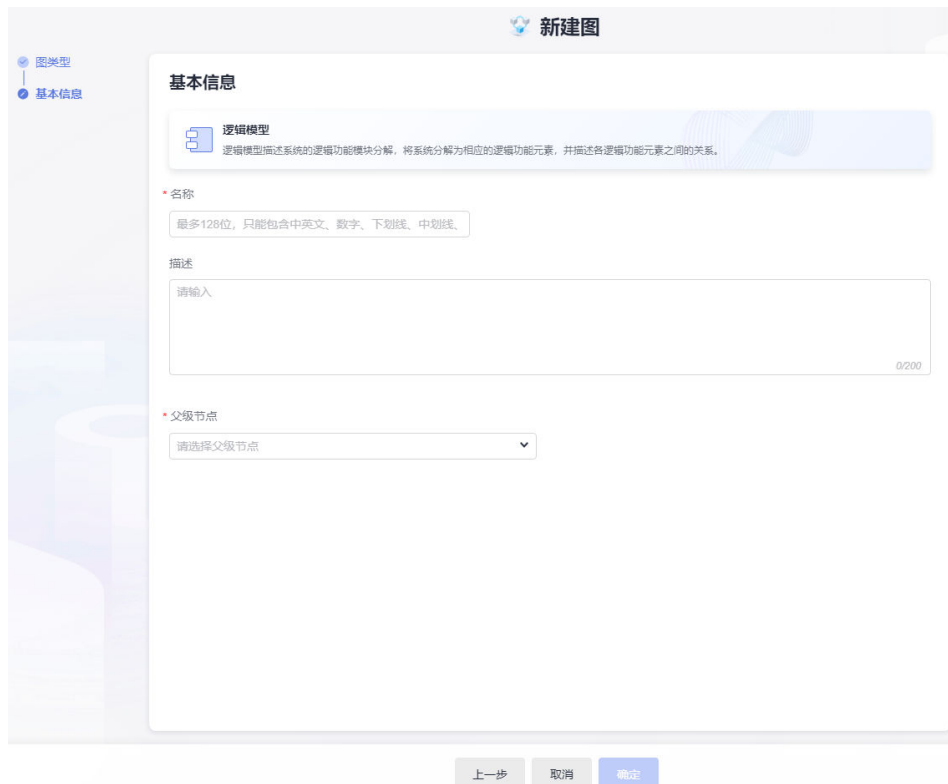 新建图
图类型
基本信息
基本信息
逻辑模型
逻辑模型描述系统的逻辑功能模块分解，将系统分解为相应的逻辑功能元素，并描述各逻辑功能元素之间的关系。
* 名称
最多128位，只能包含中英文、数字、下划线、中划线、
描述
请输入
0/200
* 父级节点
请选择父级节点
上一步 取消 确定